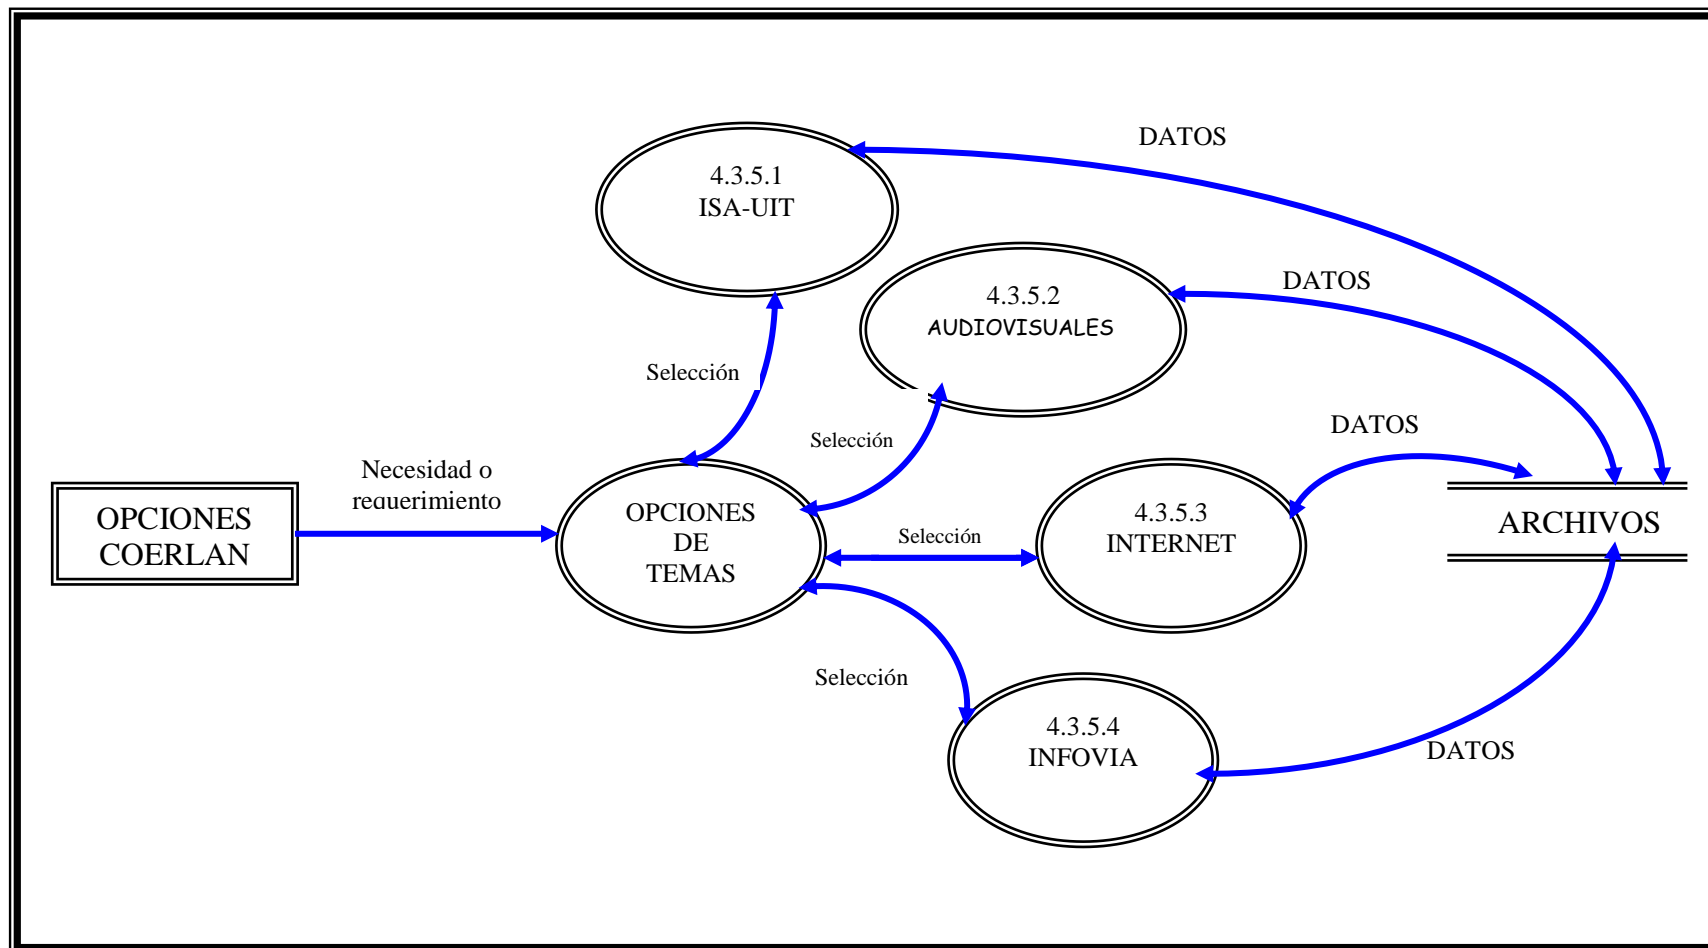 DATOS
4.3.5.1
ISA-UIT
DATOS
4.3.5.2
AUDIOVISUALES
Selección
Selección
DATOS
Necesidad o
requerimiento
OPCIONES
COERLAN
OPCIONES
DE
TEMAS
Selección
4.3.5.3
INTERNET
ARCHIVOS
Selección
4.3.5.4
INFOVIA
DATOS